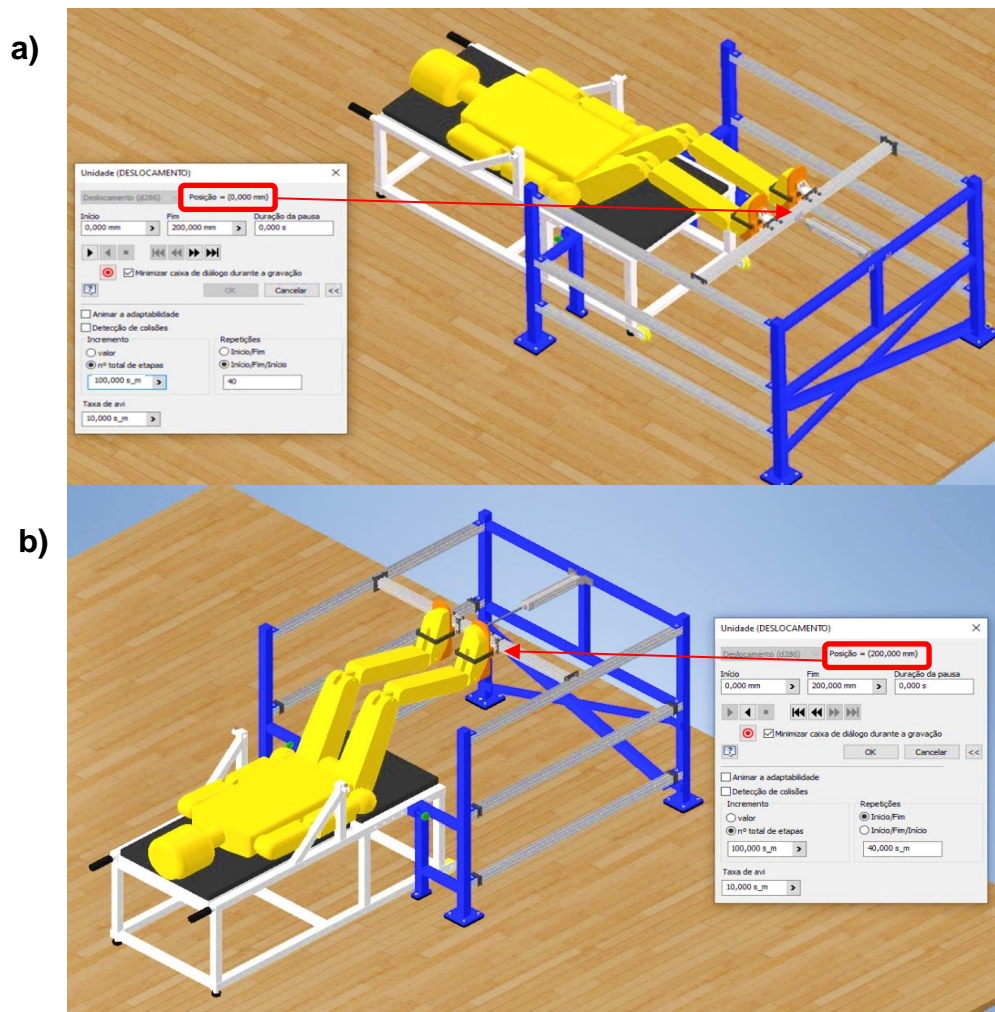 a)
Unidade (DESLOCAMENTO)
Deslocamento (d286) Posição = (0,000 mm)
Início Fim Duração da pausa
0,000 mm 200,000 mm 0,000 s
Minimizar caixa de diálogo durante a gravação
OK Cancelar <<
Animar a adaptabilidade
Detecção de colisões
Incremento Repetições
valor Início/Fim
nº total de etapas Início/Fim/Início
100,000 s_m 40
Taxa de avi
10,000 s_m
b)
Unidade (DESLOCAMENTO)
Deslocamento (d286) Posição = (200,000 mm)
Início Fim Duração da pausa
0,000 mm 200,000 mm 0,000 s
Minimizar caixa de diálogo durante a gravação
OK Cancelar <<
Animar a adaptabilidade
Detecção de colisões
Incremento Repetições
valor Início/Fim
nº total de etapas Início/Fim/Início
100,000 s_m 40,000 s_m
Taxa de avi
10,000 s_m